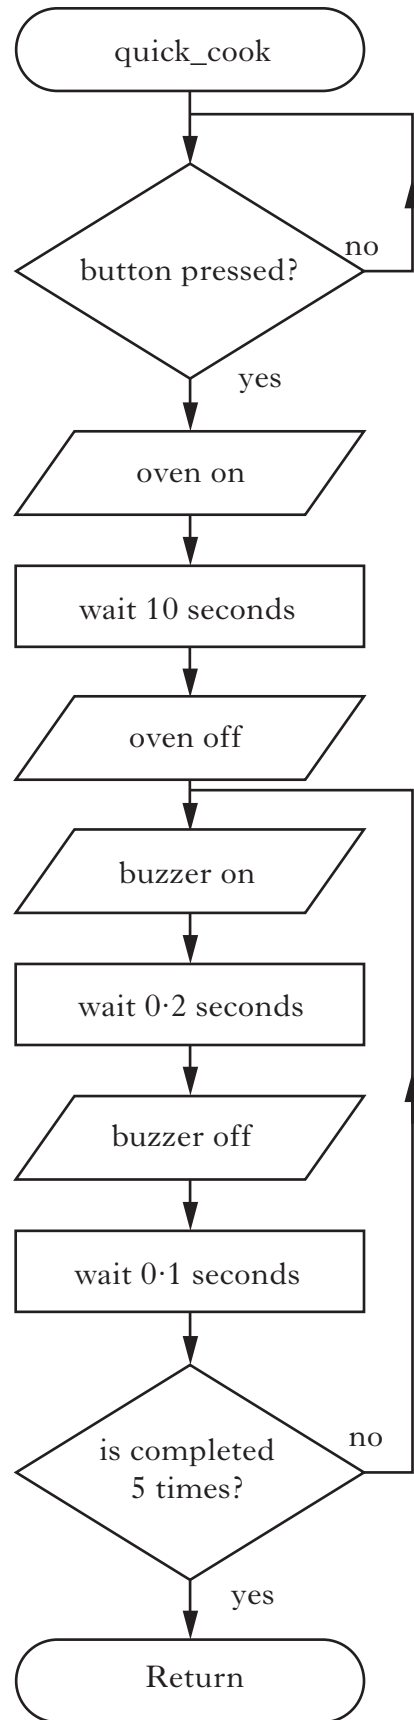 quick_cook
button pressed?
no
yes
oven on
wait 10 seconds
oven off
buzzer on
wait 0·2 seconds
buzzer off
wait 0·1 seconds
is completed
5 times?
no
yes
Return